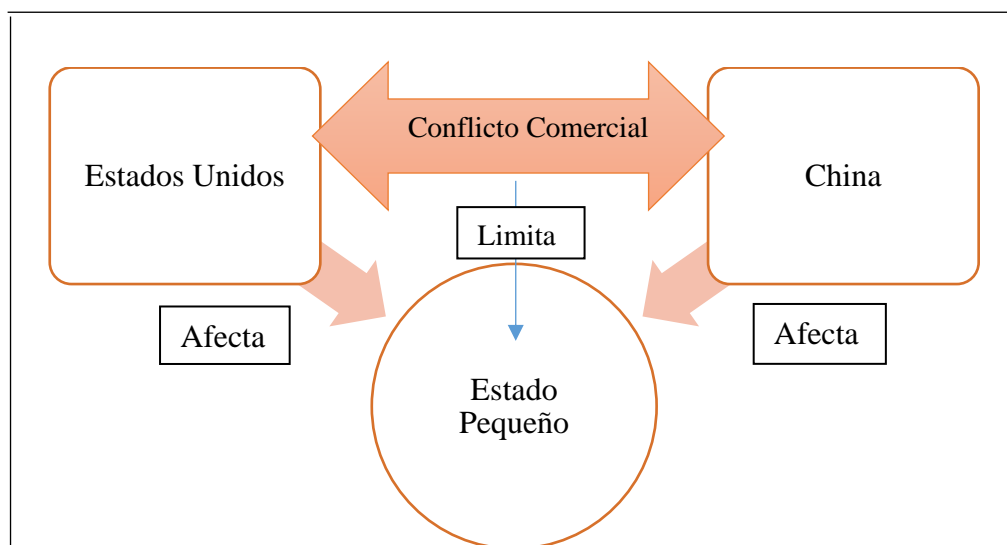 Conflicto Comercial
Estados Unidos
China
Limita
Afecta
Afecta
Estado
Pequeño